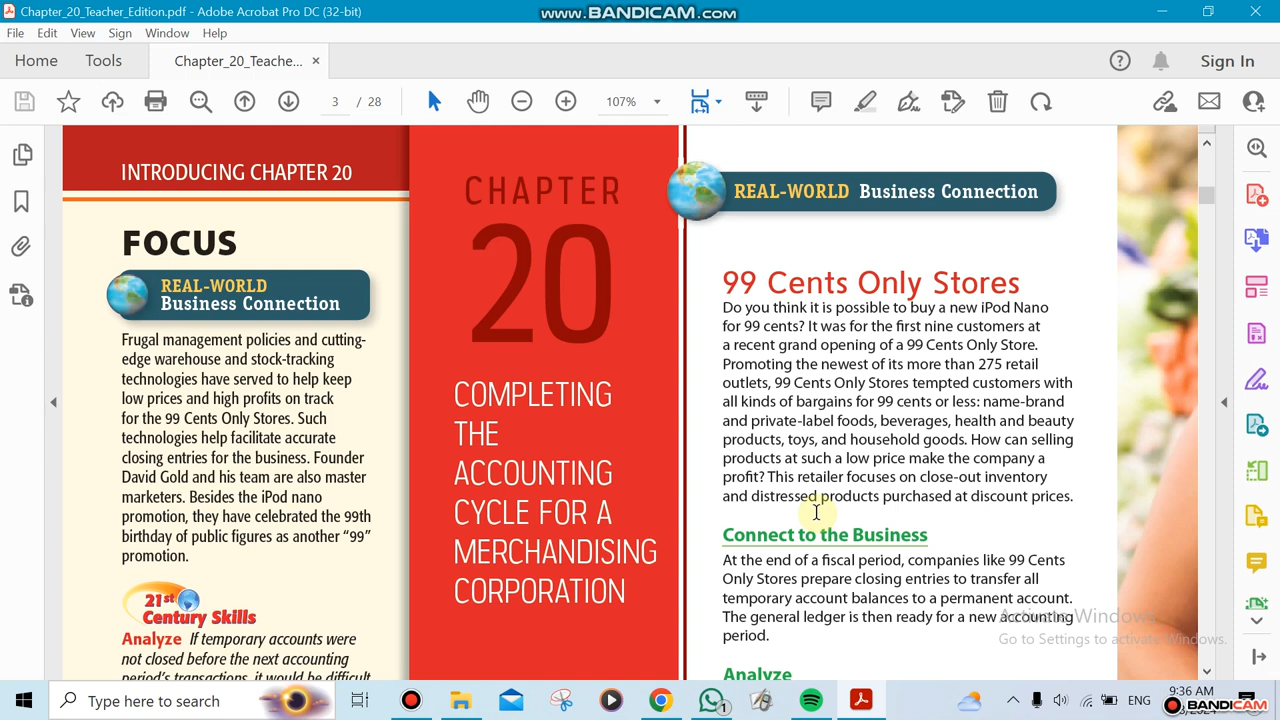 Chapter_20_Teacher_Edition.pdf - Adobe Acrobat Pro DC (32-bit)
www.BANDICAM.com
File Edit View Sign Window Help
Home Tools Chapter_20_Teache... × Sign In
3 / 28 107%
INTRODUCING CHAPTER 20
FOCUS
REAL-WORLD
Business Connection
Frugal management policies and cutting-
edge warehouse and stock-tracking
technologies have served to help keep
low prices and high profits on track
for the 99 Cents Only Stores. Such
technologies help facilitate accurate
closing entries for the business. Founder
David Gold and his team are also master
marketers. Besides the iPod nano
promotion, they have celebrated the 99th
birthday of public figures as another “99”
promotion.
21st
Century Skills
Analyze If temporary accounts were
not closed before the next accounting
period's transactions, it would be difficult
CHAPTER
20
COMPLETING
THE
ACCOUNTING
CYCLE FOR A
MERCHANDISING
CORPORATION
REAL-WORLD Business Connection
99 Cents Only Stores
Do you think it is possible to buy a new iPod Nano
for 99 cents? It was for the first nine customers at
a recent grand opening of a 99 Cents Only Store.
Promoting the newest of its more than 275 retail
outlets, 99 Cents Only Stores tempted customers with
all kinds of bargains for 99 cents or less: name-brand
and private-label foods, beverages, health and beauty
products, toys, and household goods. How can selling
products at such a low price make the company a
profit? This retailer focuses on close-out inventory
and distressed products purchased at discount prices.
Connect to the Business
At the end of a fiscal period, companies like 99 Cents
Only Stores prepare closing entries to transfer all
temporary account balances to a permanent account.
The general ledger is then ready for a new accounting
period.
Analyze
Activate Windows
Go to Settings to activate Windows.
Type here to search
1
ENG
9:36 AM
BANDICAM